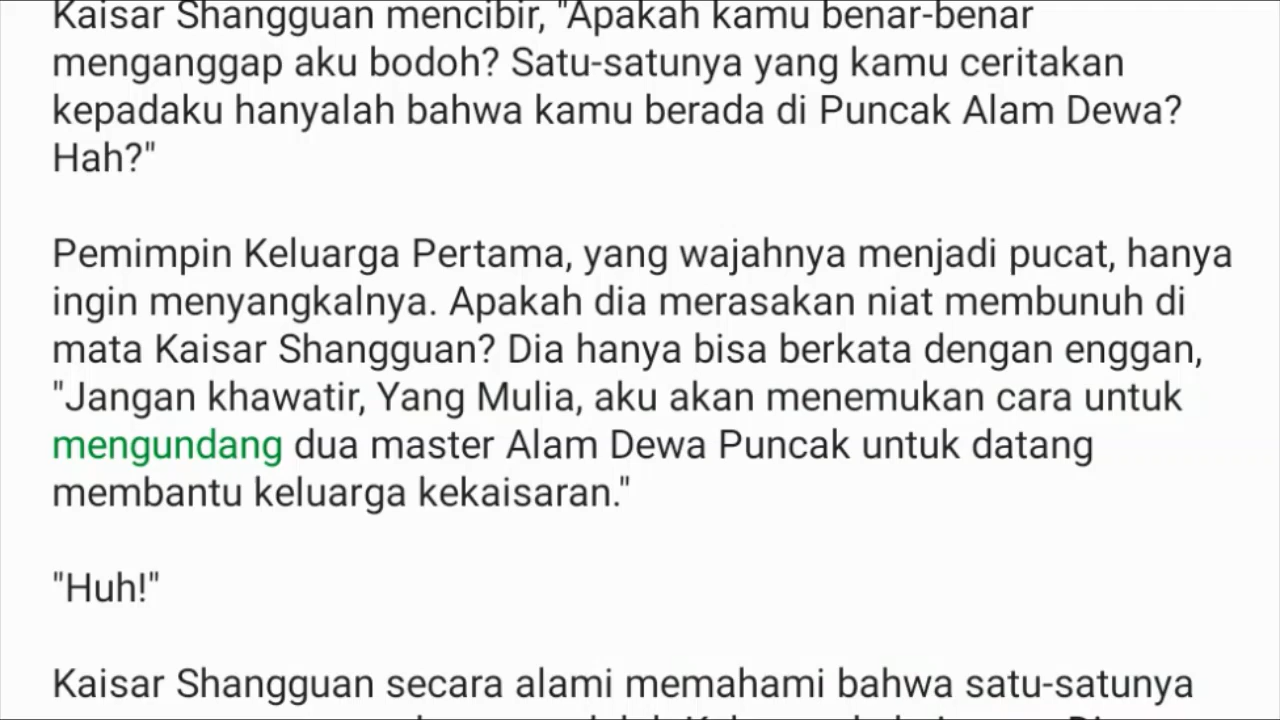 Kaisar Shangguan mencibir, "Apakah kamu benar-benar
menganggap aku bodoh? Satu-satunya yang kamu ceritakan
kepadaku hanyalah bahwa kamu berada di Puncak Alam Dewa?
Hah?"
Pemimpin Keluarga Pertama, yang wajahnya menjadi pucat, hanya
ingin menyangkalnya. Apakah dia merasakan niat membunuh di
mata Kaisar Shangguan? Dia hanya bisa berkata dengan enggan,
"Jangan khawatir, Yang Mulia, aku akan menemukan cara untuk
mengundang dua master Alam Dewa Puncak untuk datang
membantu keluarga kekaisaran."
"Huh!"
Kaisar Shangguan secara alami memahami bahwa satu-satunya